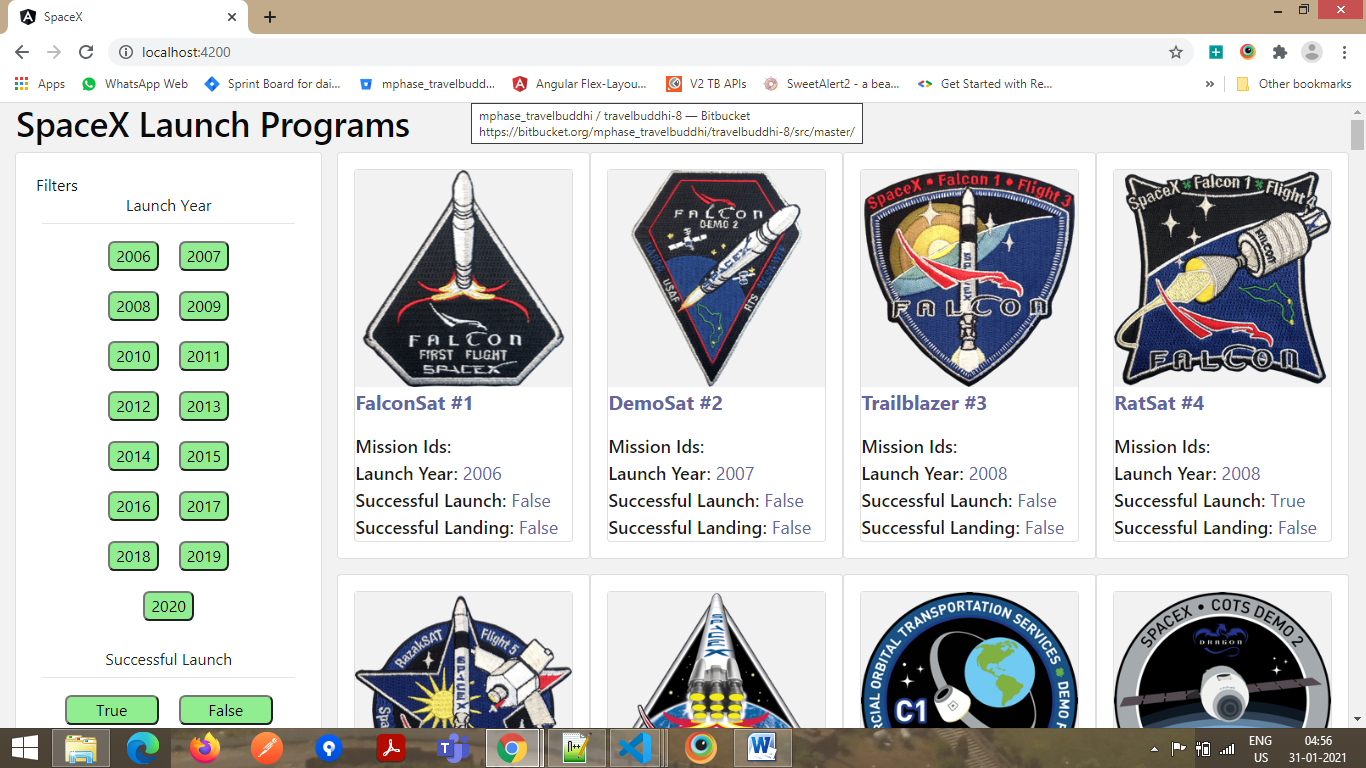 SpaceX
localhost:4200
Apps
WhatsApp Web
Sprint Board for dai...
mphase_travelbudd...
Angular Flex-Layou...
V2 TB APIs
SweetAlert2 - a bea...
Get Started with Re...
»
Other bookmarks
mphase_travelbuddhi / travelbuddhi-8 — Bitbucket
https://bitbucket.org/mphase_travelbuddhi/travelbuddhi-8/src/master/
SpaceX Launch Programs
Filters
Launch Year
2006 2007
2008 2009
2010 2011
2012 2013
2014 2015
2016 2017
2018 2019
2020
Successful Launch
True False
FALCON
FIRST FLIGHT
SPACEX
FalconSat #1
Mission Ids:
Launch Year: 2006
Successful Launch: False
Successful Landing: False
FALCON
DEMO 2
SPACEX
USAF
RTS
DemoSat #2
Mission Ids:
Launch Year: 2007
Successful Launch: False
Successful Landing: False
SpaceX • Falcon 1 • Flight 3
SPACEX
FALCON
Trailblazer #3
Mission Ids:
Launch Year: 2008
Successful Launch: False
Successful Landing: False
SpaceX Falcon 1 Flight 4
FALCON
FALCON
RatSat #4
Mission Ids:
Launch Year: 2008
Successful Launch: True
Successful Landing: False
RazakSAT
Flight 5
SPACEX
SPACEX
ORBITAL TRANSPORTATION SERVICES
DEMO
C1
SPACEX • COTS DEMO 2
DRAGON
ENG
US
04:56
31-01-2021